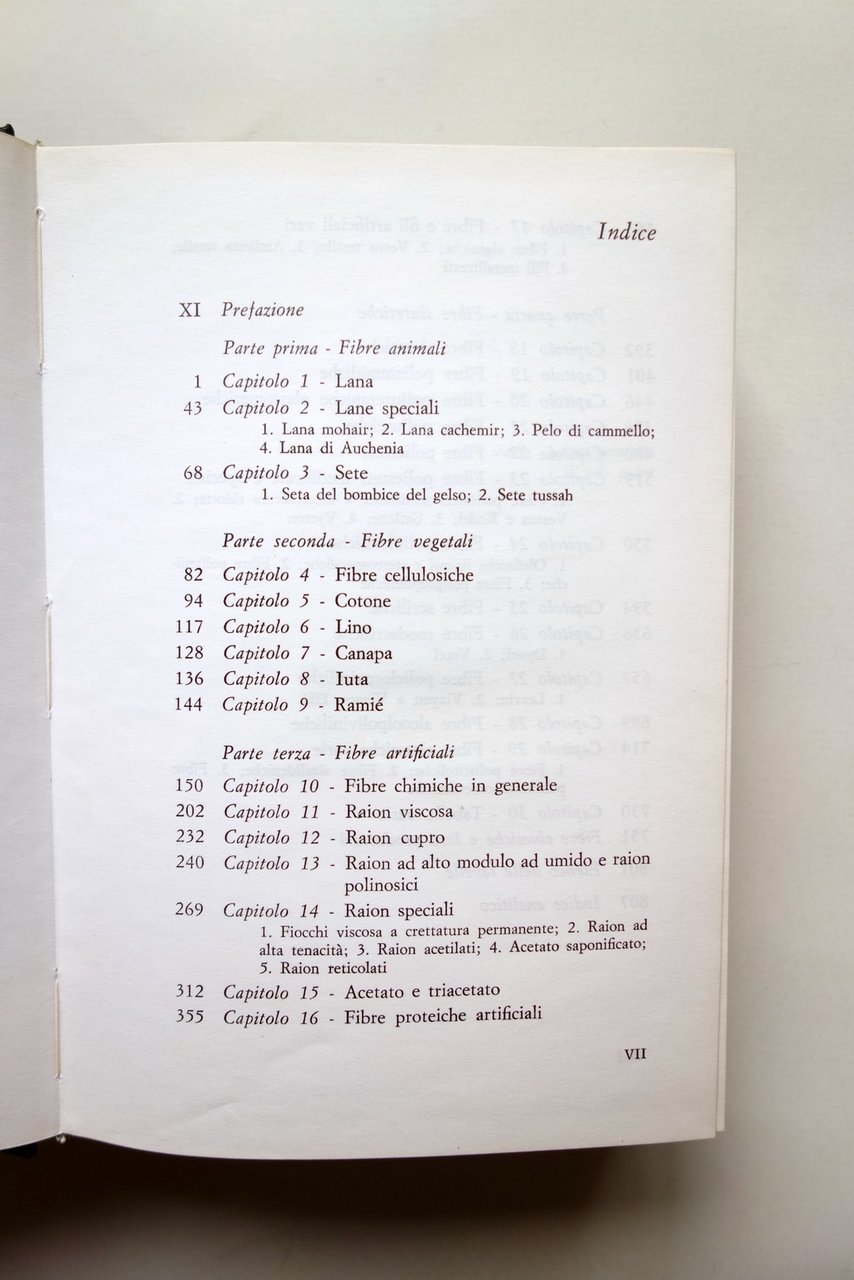 Indice
XI Prefazione
Parte prima - Fibre animali
1 Capitolo 1 - Lana
43 Capitolo 2 - Lane speciali
1. Lana mohair; 2. Lana cachemir; 3. Pelo di cammello;
4. Lana di Auchenia
68 Capitolo 3 - Sete
1. Seta del bombice del gelso; 2. Sete tussah
Parte seconda - Fibre vegetali
82 Capitolo 4 - Fibre cellulosiche
94 Capitolo 5 - Cotone
117 Capitolo 6 - Lino
128 Capitolo 7 - Canapa
136 Capitolo 8 - Iuta
144 Capitolo 9 - Ramié
Parte terza - Fibre artificiali
150 Capitolo 10 - Fibre chimiche in generale
202 Capitolo 11 - Raion viscosa
232 Capitolo 12 - Raion cupro
240 Capitolo 13 - Raion ad alto modulo ad umido e raion
polinosici
269 Capitolo 14 - Raion speciali
1. Fiocchi viscosa a crettatura permanente; 2. Raion ad
alta tenacità; 3. Raion acetilati; 4. Acetato saponificato;
5. Raion reticolati
312 Capitolo 15 - Acetato e triacetato
355 Capitolo 16 - Fibre proteiche artificiali
VII